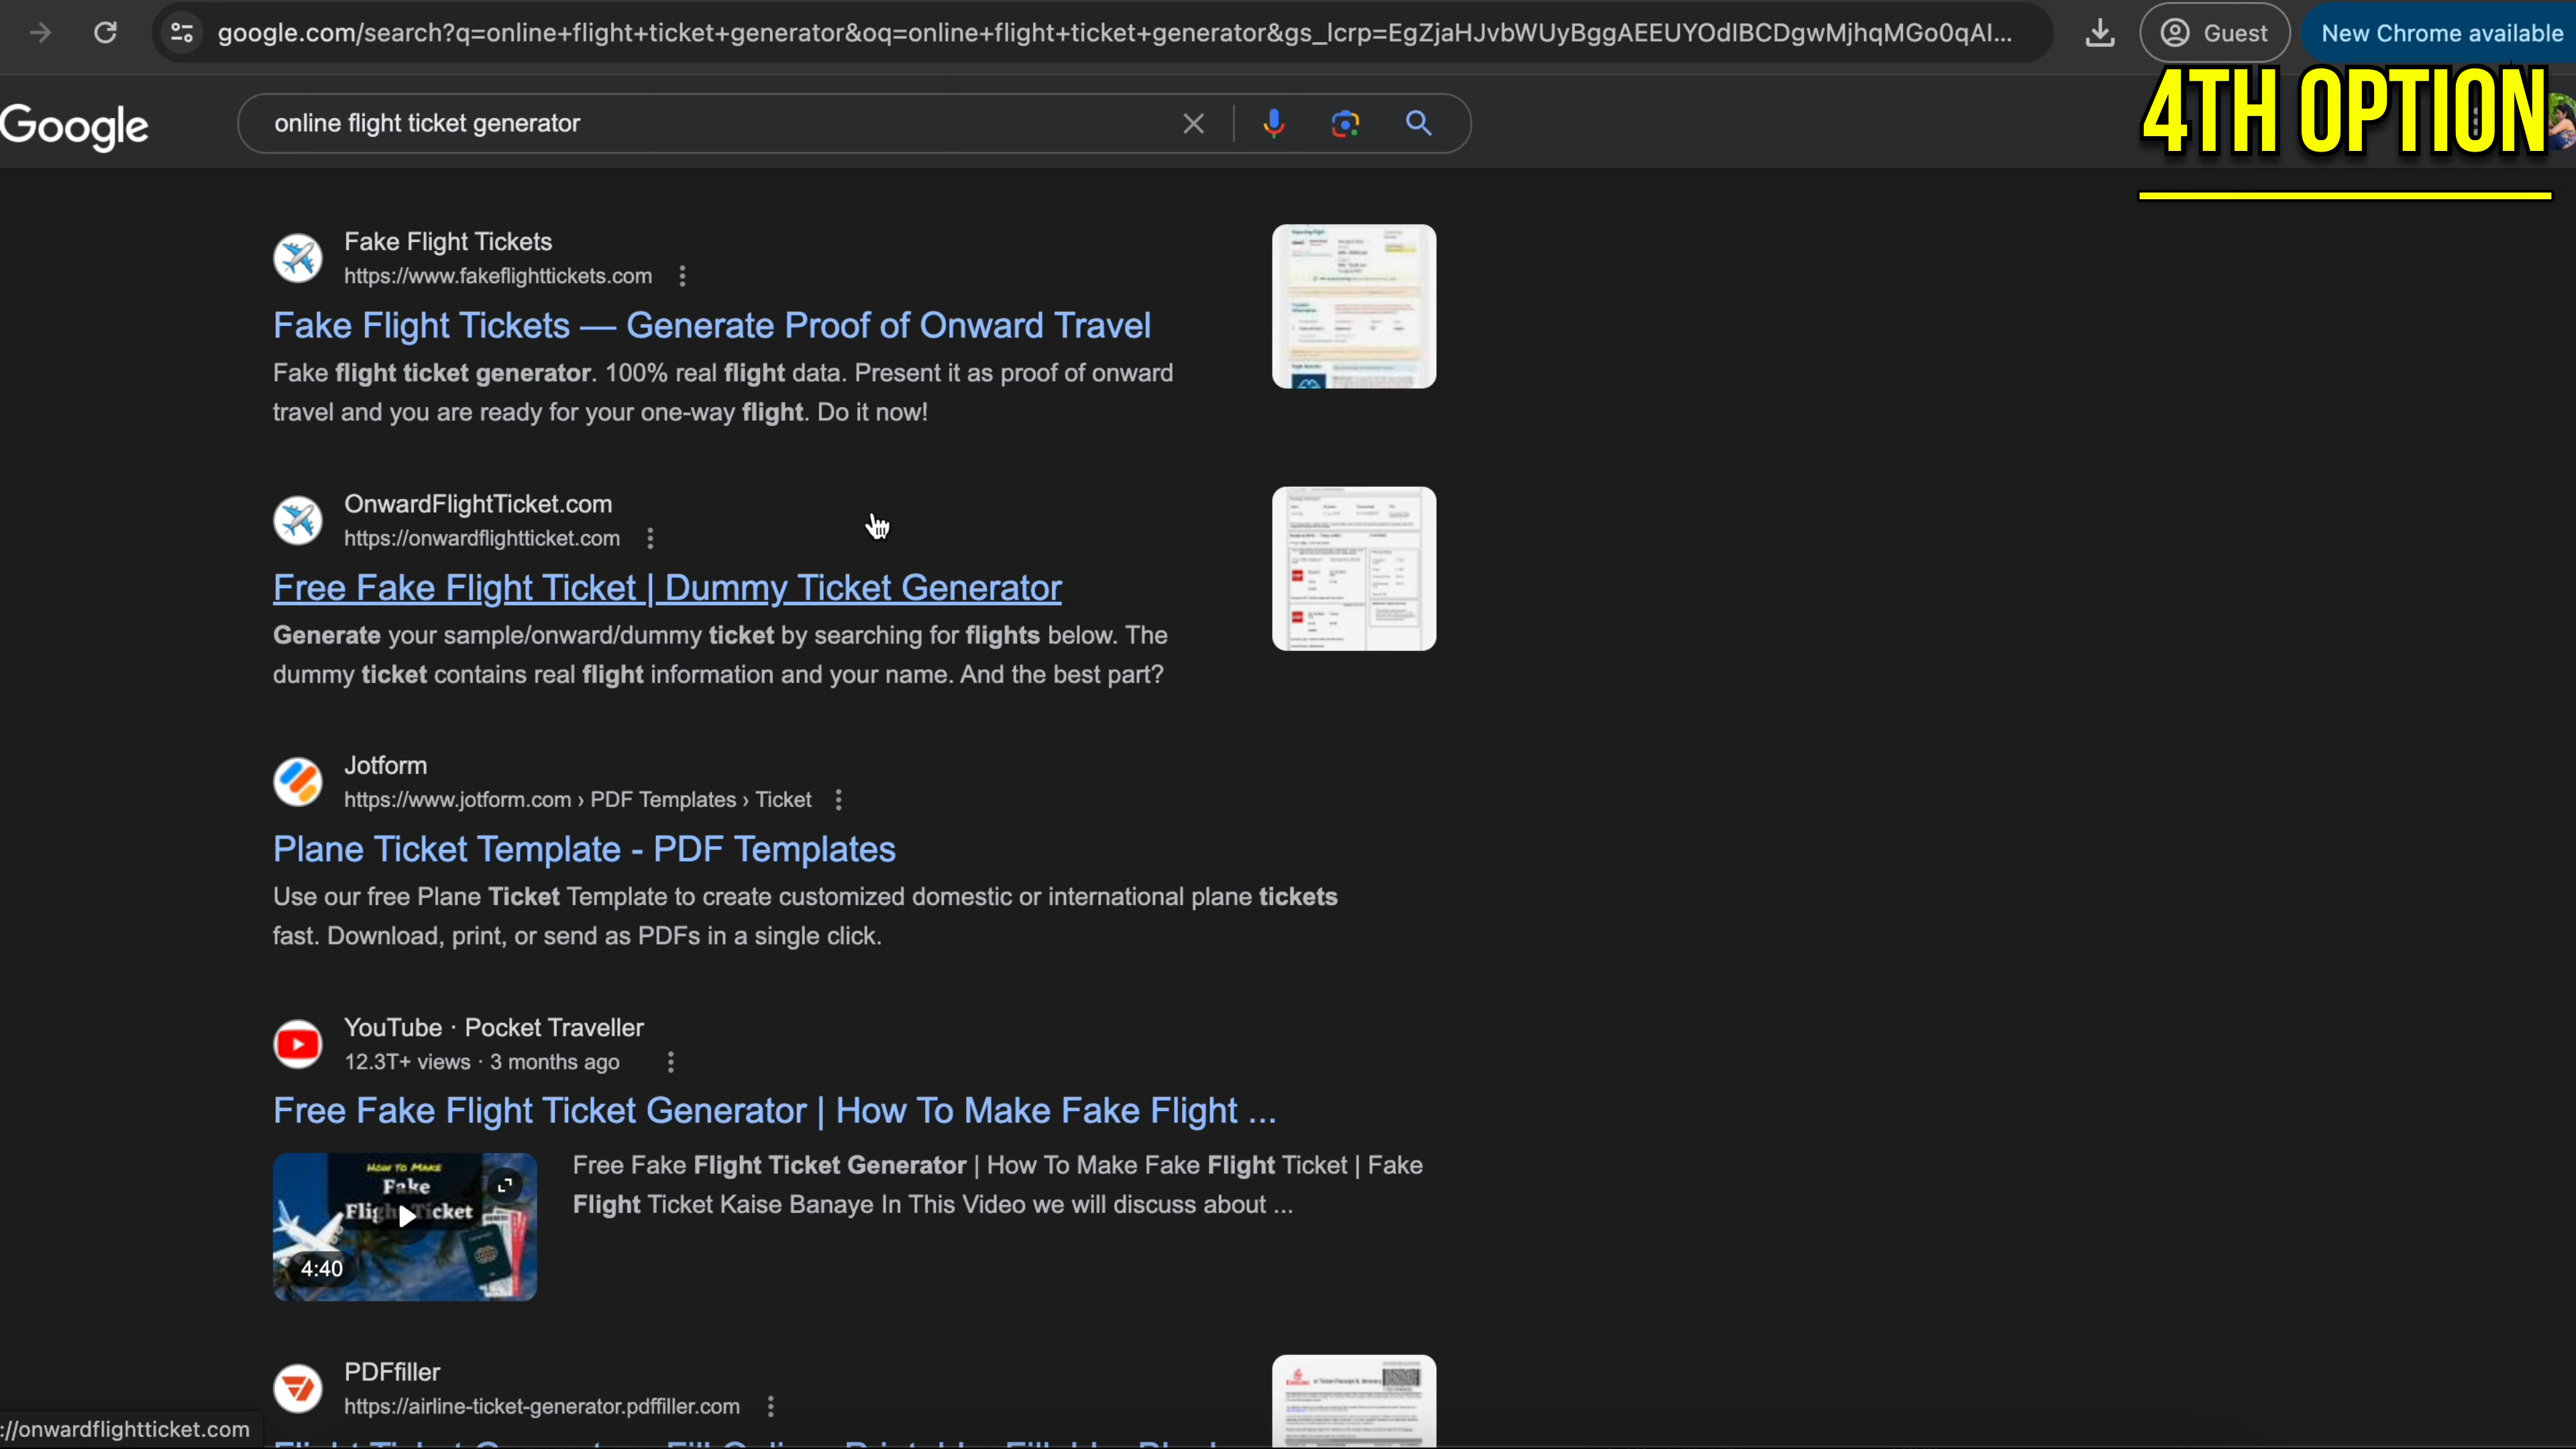 google.com/search?q=online+flight+ticket+generator&oq=online+flight+ticket+generator&gs_lcrp=EgZjaHJvbWUyBggAEEUYOdIBCDgwMjhqMGo0qAI...
Guest
New Chrome available
4TH OPTION
Google
online flight ticket generator
Fake Flight Tickets
https://www.fakeflighttickets.com
Fake Flight Tickets — Generate Proof of Onward Travel
Fake flight ticket generator. 100% real flight data. Present it as proof of onward
travel and you are ready for your one-way flight. Do it now!
OnwardFlightTicket.com
https://onwardflightticket.com
Free Fake Flight Ticket | Dummy Ticket Generator
Generate your sample/onward/dummy ticket by searching for flights below. The
dummy ticket contains real flight information and your name. And the best part?
Jotform
https://www.jotform.com › PDF Templates › Ticket
Plane Ticket Template - PDF Templates
Use our free Plane Ticket Template to create customized domestic or international plane tickets
fast. Download, print, or send as PDFs in a single click.
YouTube · Pocket Traveller
12.3T+ views · 3 months ago
Free Fake Flight Ticket Generator | How To Make Fake Flight ...
How to Make
Fake
Flight Ticket
4:40
Free Fake Flight Ticket Generator | How To Make Fake Flight Ticket | Fake
Flight Ticket Kaise Banaye In This Video we will discuss about ...
PDFfiller
https://airline-ticket-generator.pdffiller.com
://onwardflightticket.com